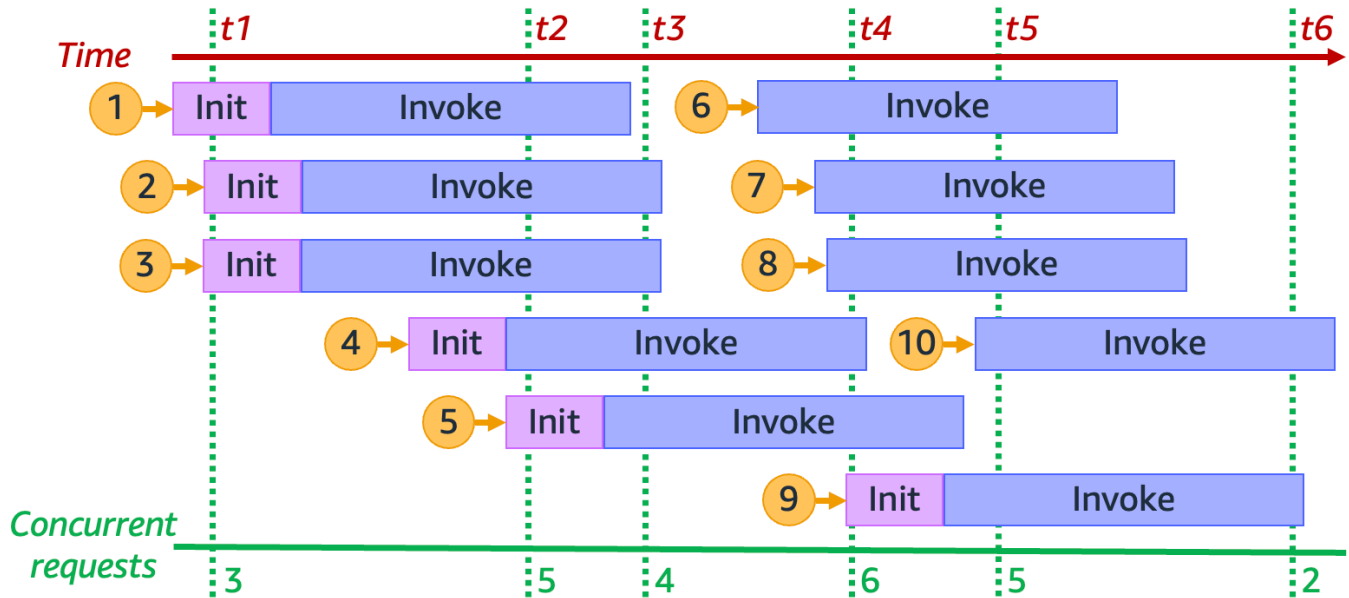 t1 t2 t3 t4 t5 t6
Time
1 Init Invoke 6 Invoke
2 Init Invoke 7 Invoke
3 Init Invoke 8 Invoke
4 Init Invoke 10 Invoke
5 Init Invoke
9 Init Invoke
Concurrent
requests
3 5 4 6 5 2